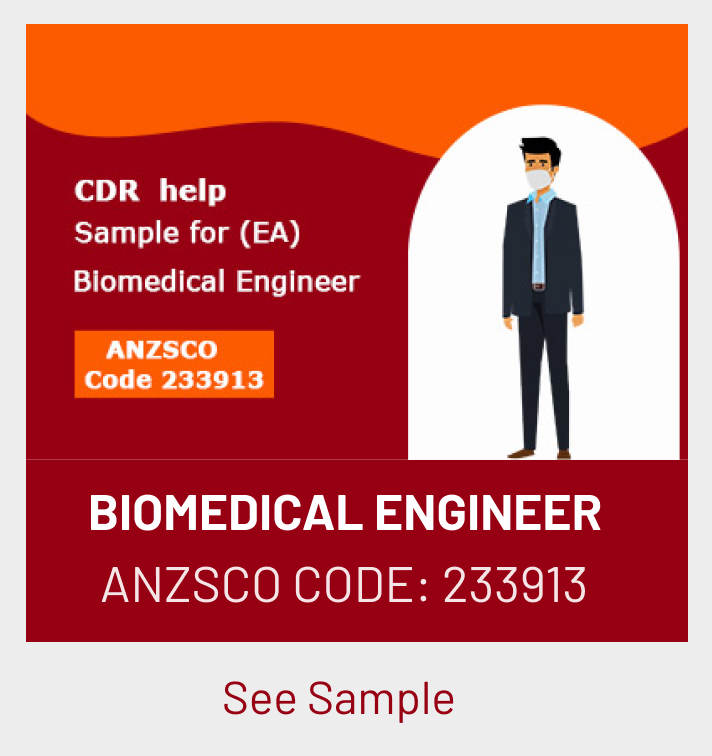 CDR help
Sample for (EA)
Biomedical Engineer
ANZSCO
Code 233913
BIOMEDICAL ENGINEER
ANZSCO CODE: 233913
See Sample